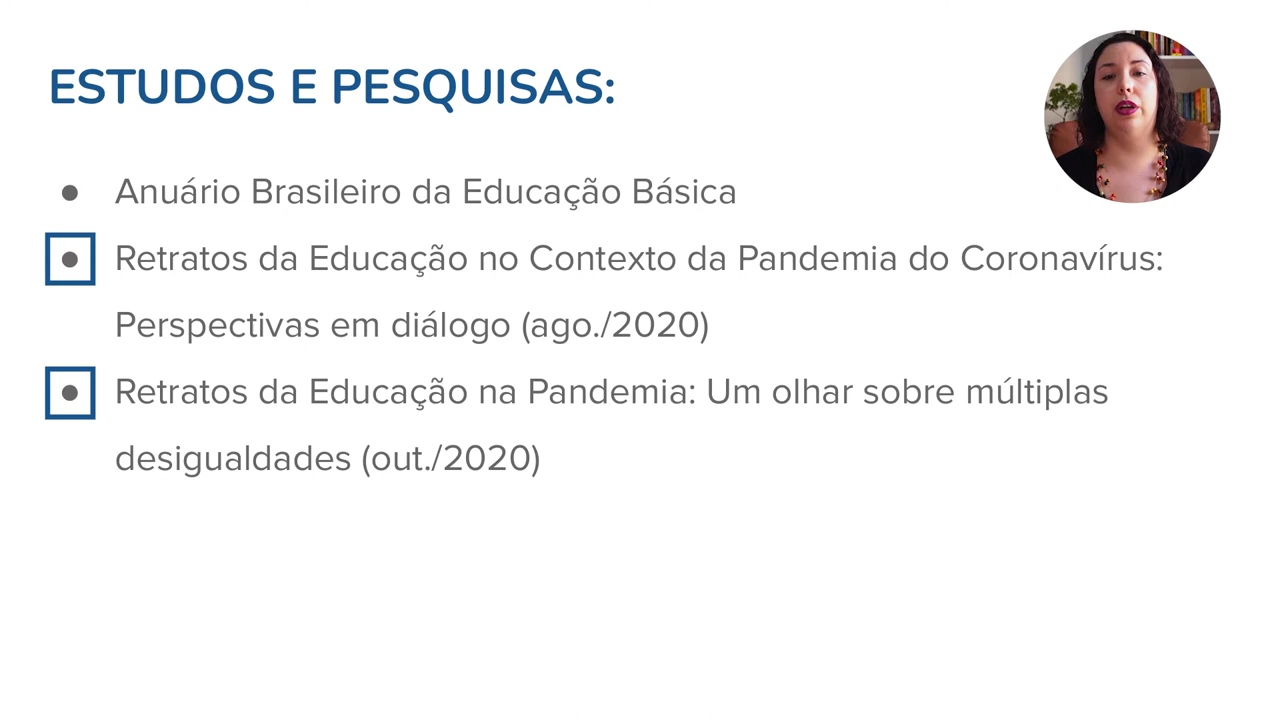 ESTUDOS E PESQUISAS:
● Anuário Brasileiro da Educação Básica
● Retratos da Educação no Contexto da Pandemia do Coronavírus:
Perspectivas em diálogo (ago./2020)
● Retratos da Educação na Pandemia: Um olhar sobre múltiplas
desigualdades (out./2020)